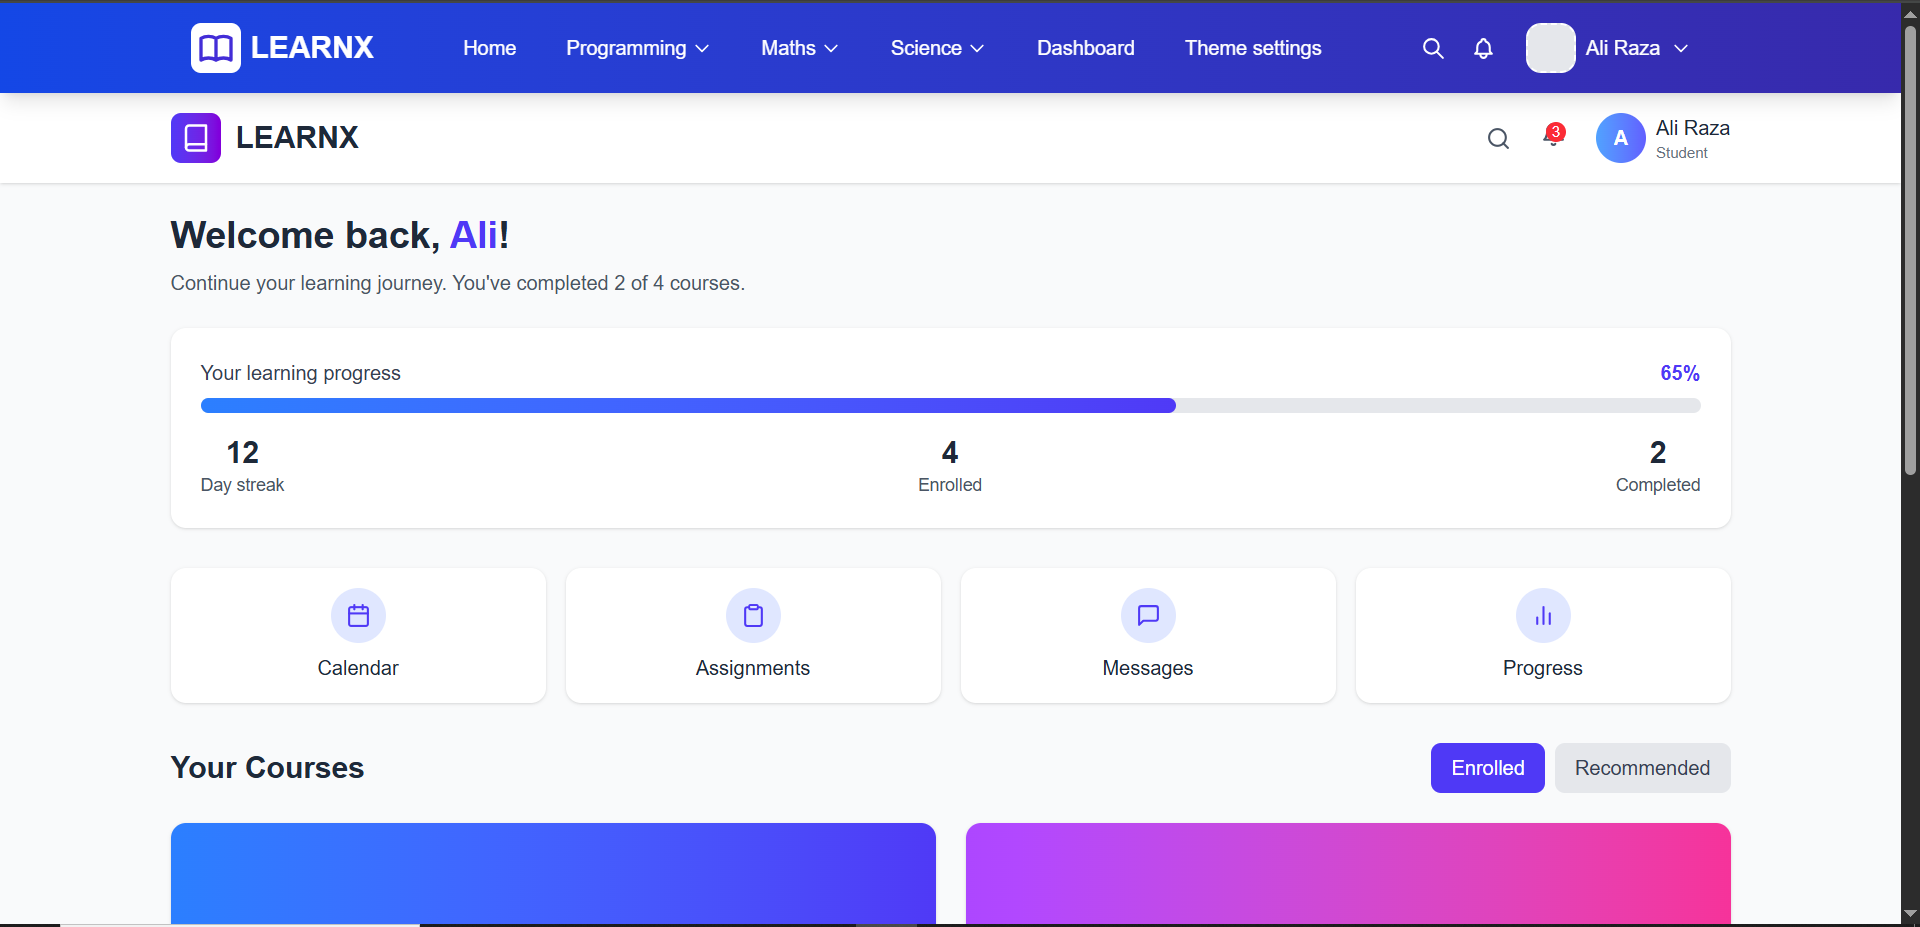 LEARNX Home Programming Maths Science Dashboard Theme settings Ali Raza
LEARNX 3 A Ali Raza
Student
Welcome back, Ali!
Continue your learning journey. You've completed 2 of 4 courses.
Your learning progress 65%
12 4 2
Day streak Enrolled Completed
Calendar Assignments Messages Progress
Your Courses Enrolled Recommended